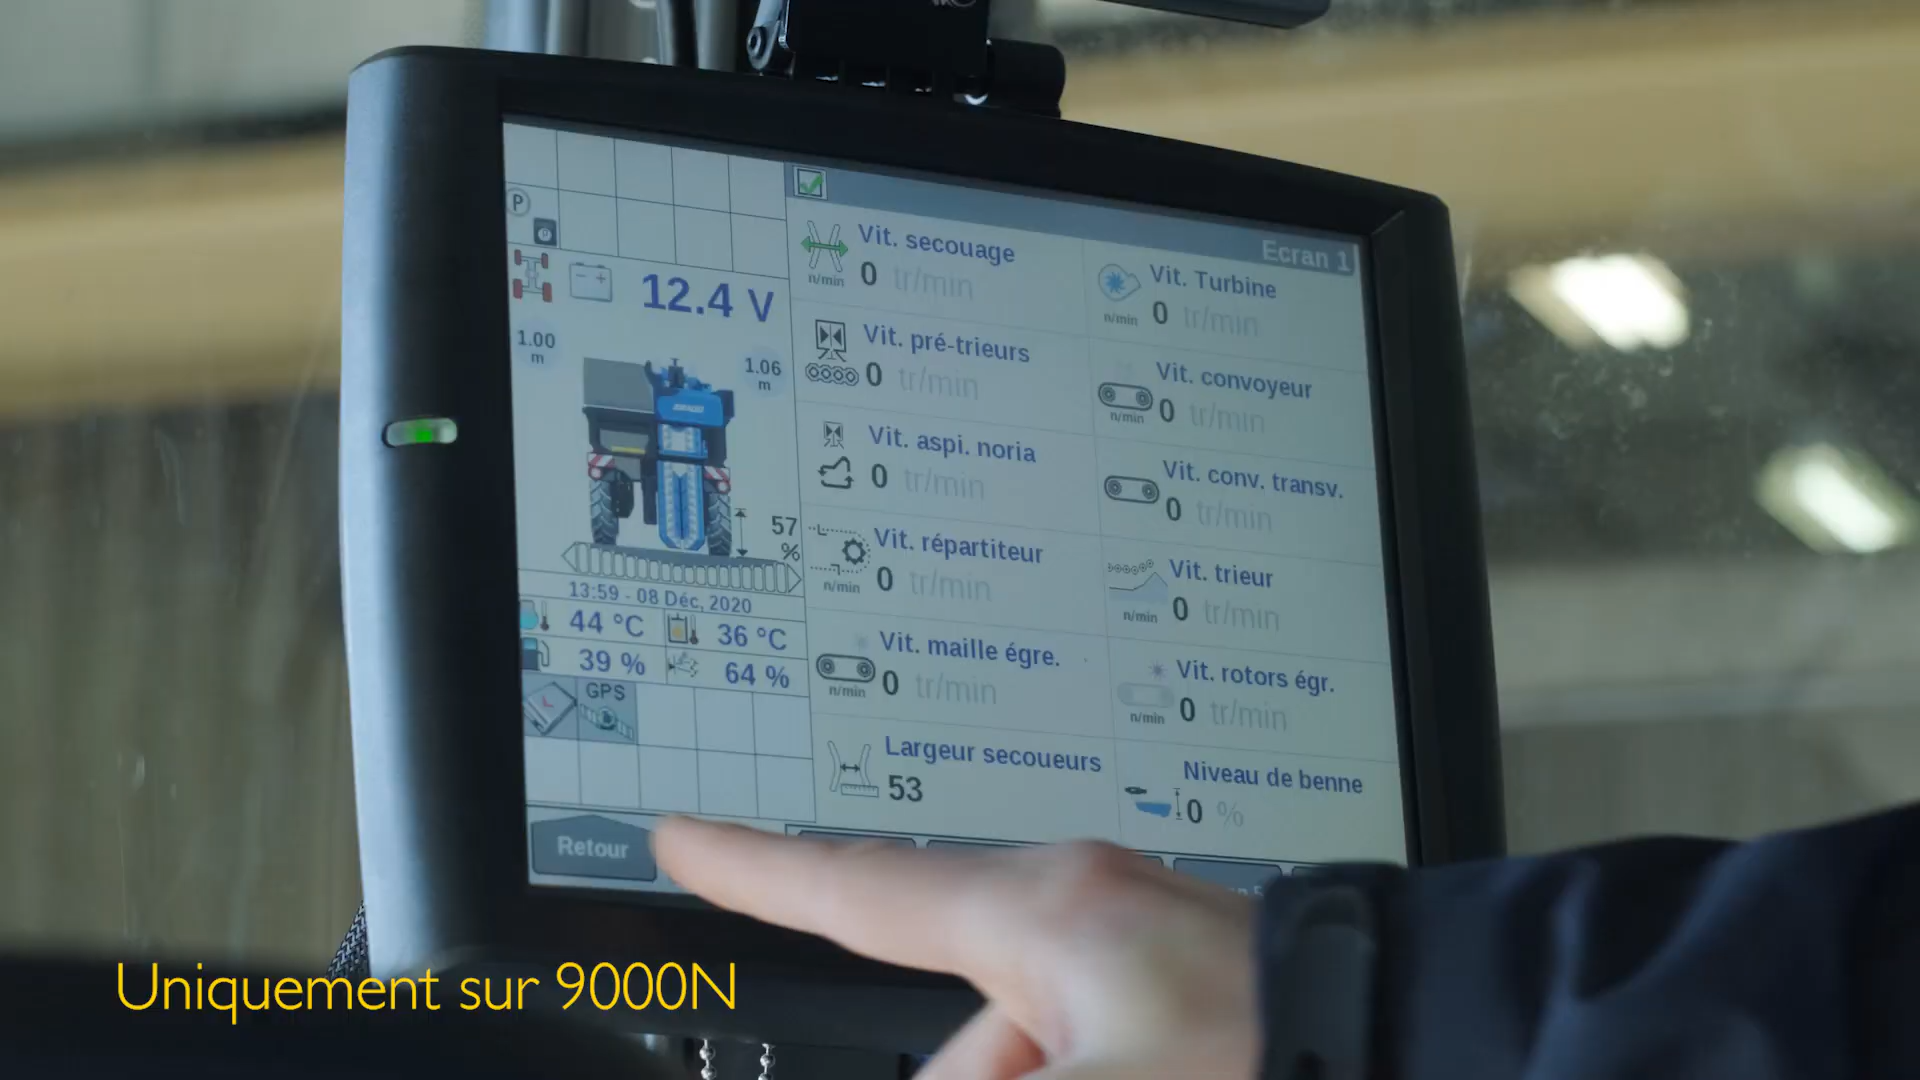 P
12.4 V
1.00
m
1.06
m
57
%
13:59 - 08 Déc, 2020
44 °C
36 °C
39 %
64 %
GPS
Retour
Ecran 1
Vit. secouage
n/min
0 tr/min
Vit. Turbine
n/min
0 tr/min
Vit. pré-trieurs
0 tr/min
Vit. convoyeur
n/min
0 tr/min
Vit. aspi. noria
0 tr/min
Vit. conv. transv.
0 tr/min
Vit. répartiteur
n/min
0 tr/min
Vit. trieur
n/min
0 tr/min
Vit. maille égre.
n/min
0 tr/min
Vit. rotors égr.
n/min
0 tr/min
Largeur secoueurs
53
Niveau de benne
0 %
Uniquement sur 9000N